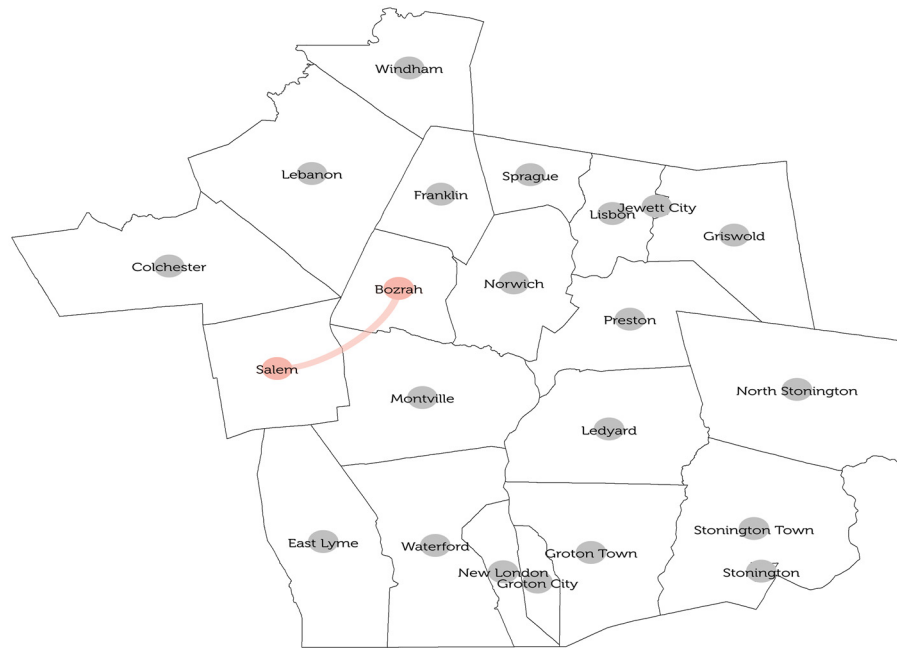 Windham
Lebanon
Sprague
Franklin
Jewett City
Lisbon
Griswold
Colchester
Norwich
Bozrah
Preston
Salem
North Stonington
Montville
Ledyard
Stonington Town
East Lyme
Waterford
Groton Town
New London
Stonington
Groton City